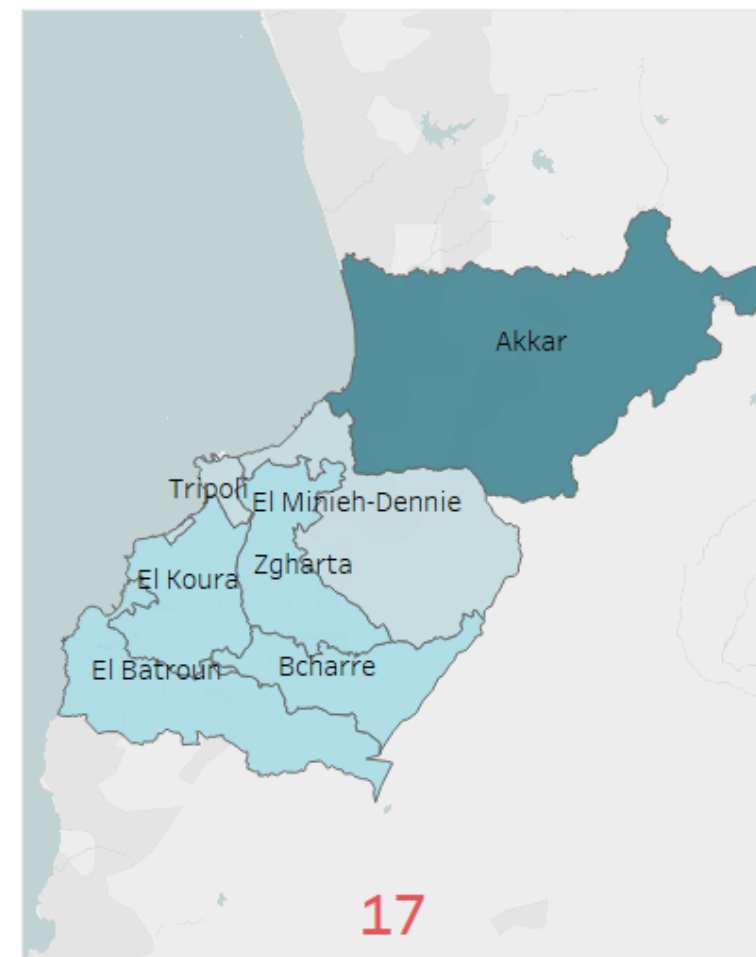 Akkar
Tripoli
El Minieh-Dennie
Zgharta
El Koura
Bcharre
El Batroun
17